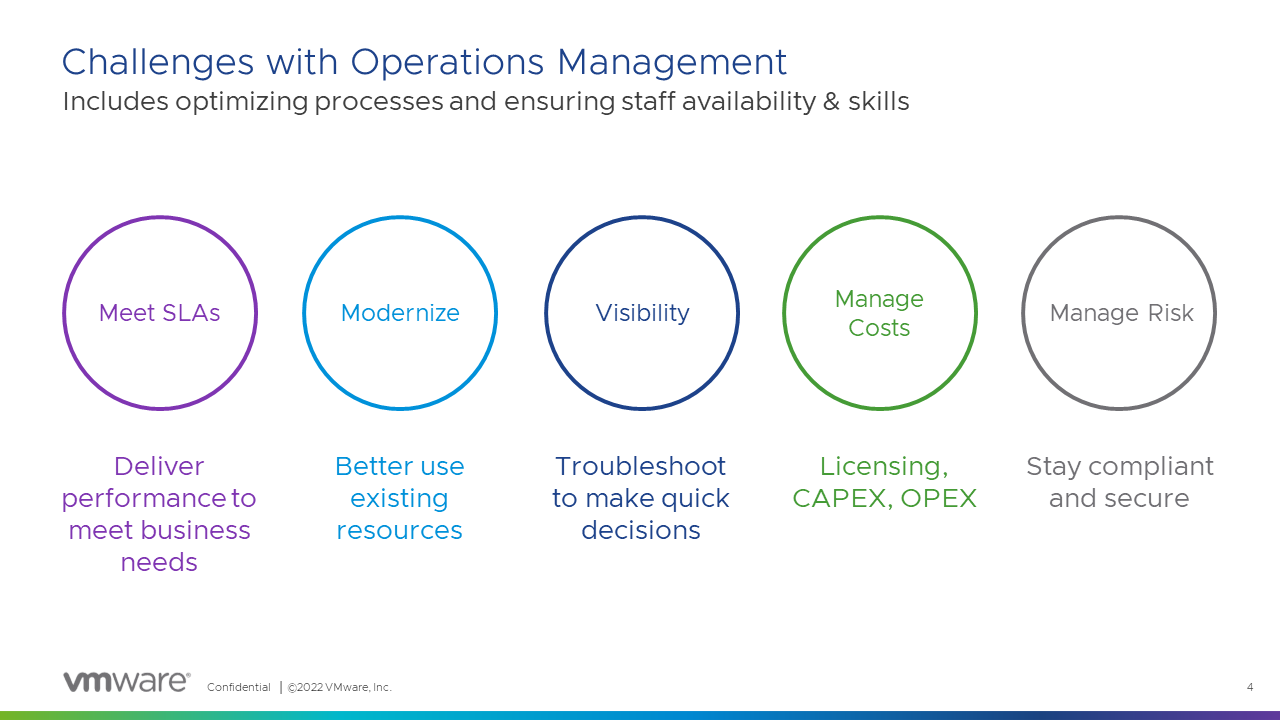 Challenges with Operations Management
Includes optimizing processes and ensuring staff availability & skills
Meet SLAs
Deliver
performance to
meet business
needs
Modernize
Better use
existing
resources
Visibility
Troubleshoot
to make quick
decisions
Manage
Costs
Licensing,
CAPEX, OPEX
Manage Risk
Stay compliant
and secure
vmware®
Confidential | ©2022 VMware, Inc.
4